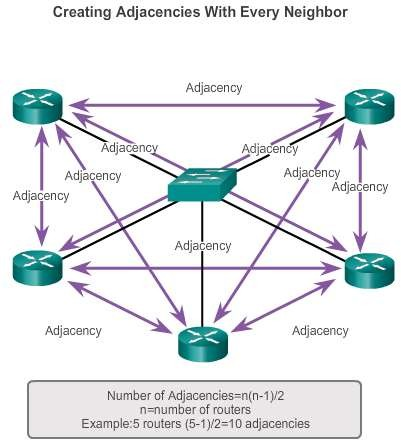 Creating Adjacencies With Every Neighbor
Adjacency
Adjacency
Adjacency
Adjacency
Adjacency
Adjacency
Adjacency
Adjacency
Adjacency
Adjacency
Number of Adjacencies=n(n-1)/2
n=number of routers
Example:5 routers (5-1)/2=10 adjacencies